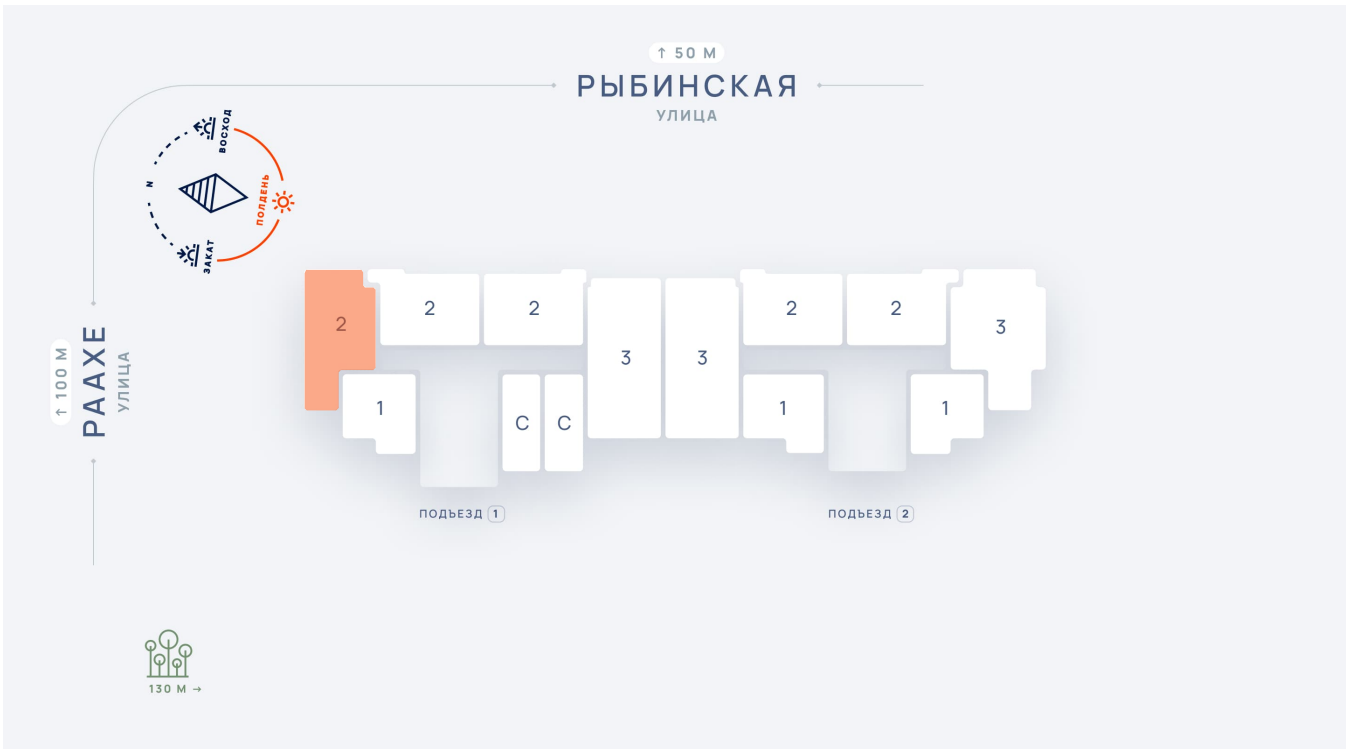 ↑ 50 М
РЫБИНСКАЯ
УЛИЦА
ВОСХОД
N
ПОЛДЕНЬ
ЗАКАТ
↑ 100 М
РААХЕ
УЛИЦА
2
2
2
3
3
2
2
3
1
С
С
1
1
ПОДЪЕЗД 1
ПОДЪЕЗД 2
130 М →